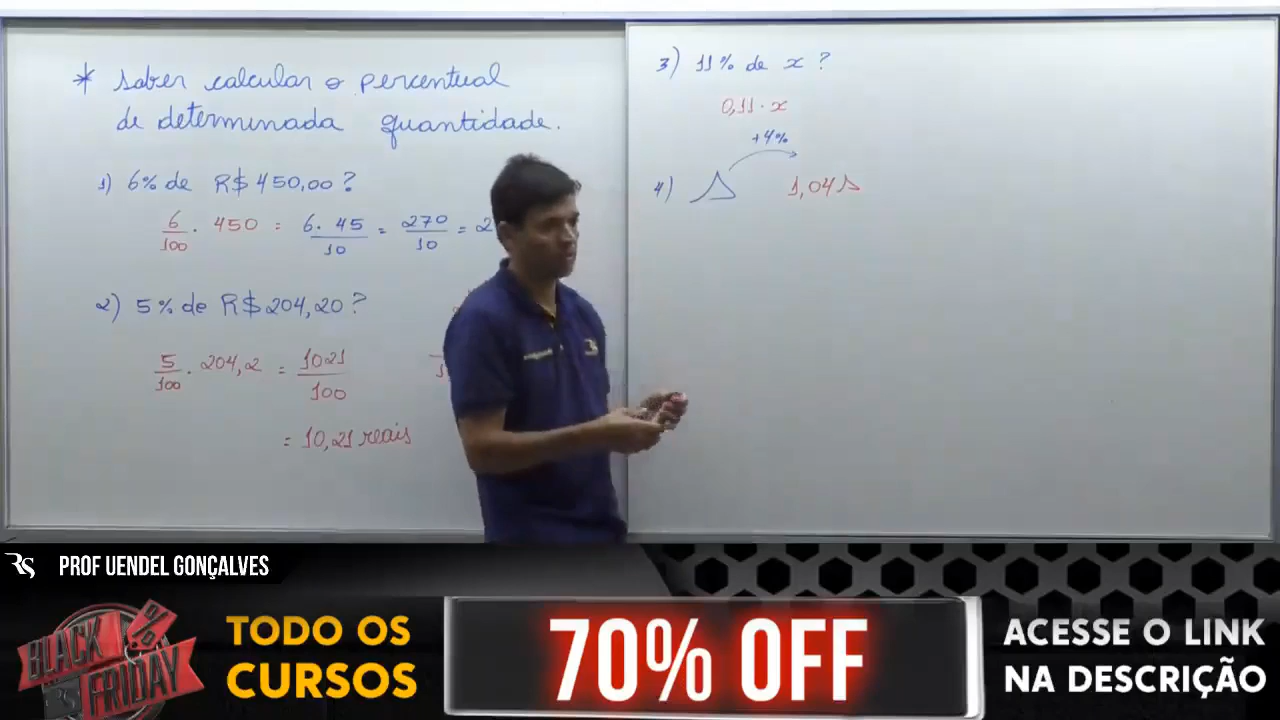 * saber calcular o percentual
de determinada quantidade.
1) 6% de R$ 450,00?
6/100 . 450 = 6. 45/10 = 270/10 = 2
2) 5% de R$ 204,20?
5/100 . 204,2 = 1021/100
= 10,21 reais
3) 11% de x ?
0,11 . x
+4%
4) △ 1,04△
RS PROF UENDEL GONÇALVES
BLACK FRIDAY
TODO OS
CURSOS
70% OFF
ACESSE O LINK
NA DESCRIÇÃO